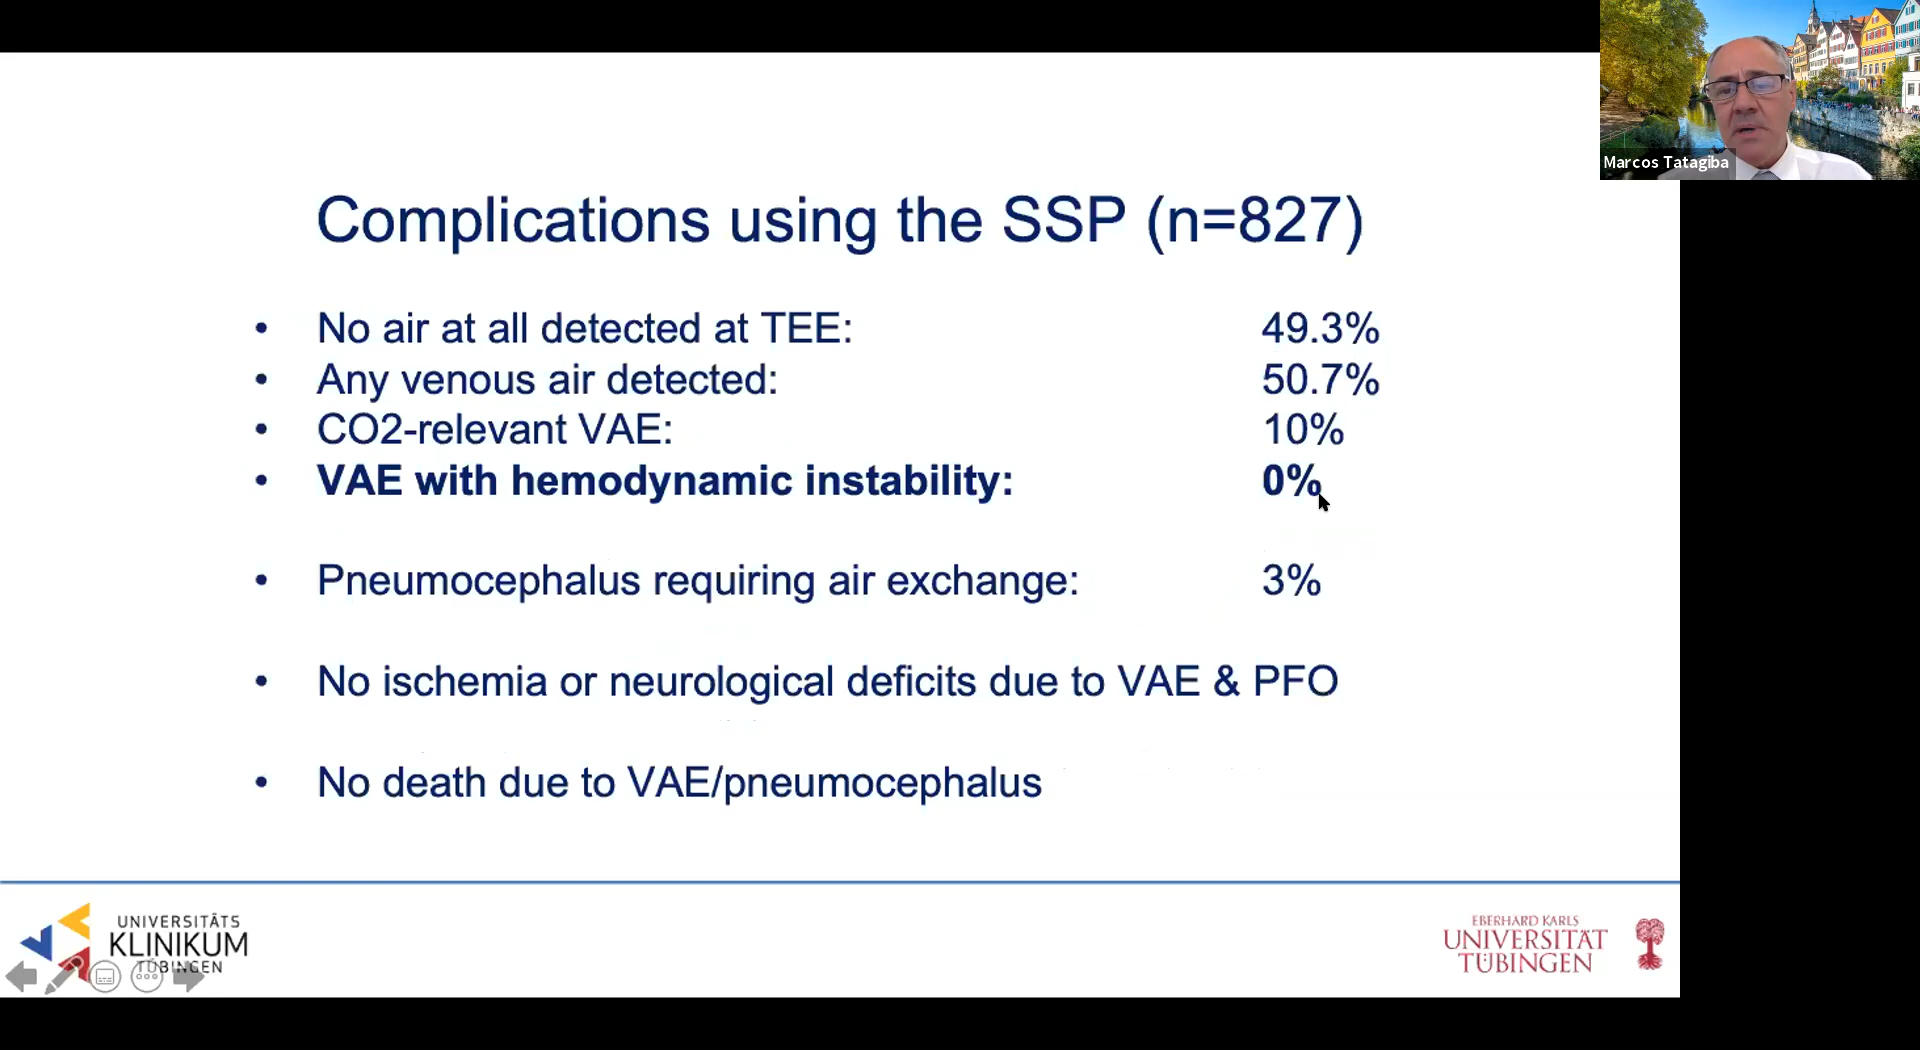 Marcos Tatagiba
Complications using the SSP (n=827)
• No air at all detected at TEE: 49.3%
• Any venous air detected: 50.7%
• CO2-relevant VAE: 10%
• VAE with hemodynamic instability: 0%
• Pneumocephalus requiring air exchange: 3%
• No ischemia or neurological deficits due to VAE & PFO
• No death due to VAE/pneumocephalus
UNIVERSITÄTS
KLINIKUM
TÜBINGEN
EBERHARD KARLS
UNIVERSITÄT
TÜBINGEN